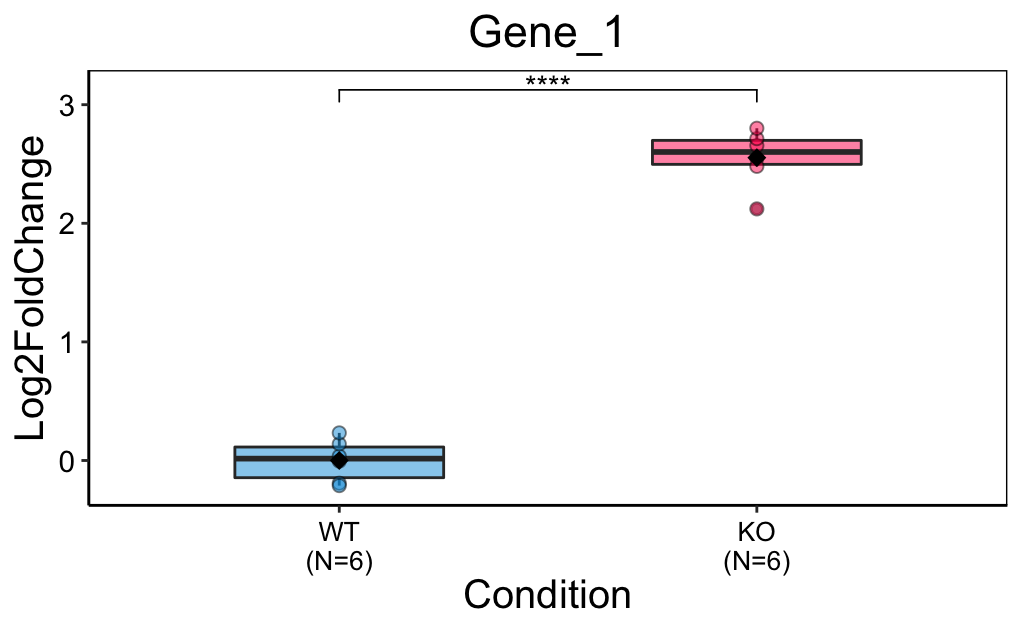 Gene_1
****
Log2FoldChange
3
2
1
0
WT
(N=6)
KO
(N=6)
Condition